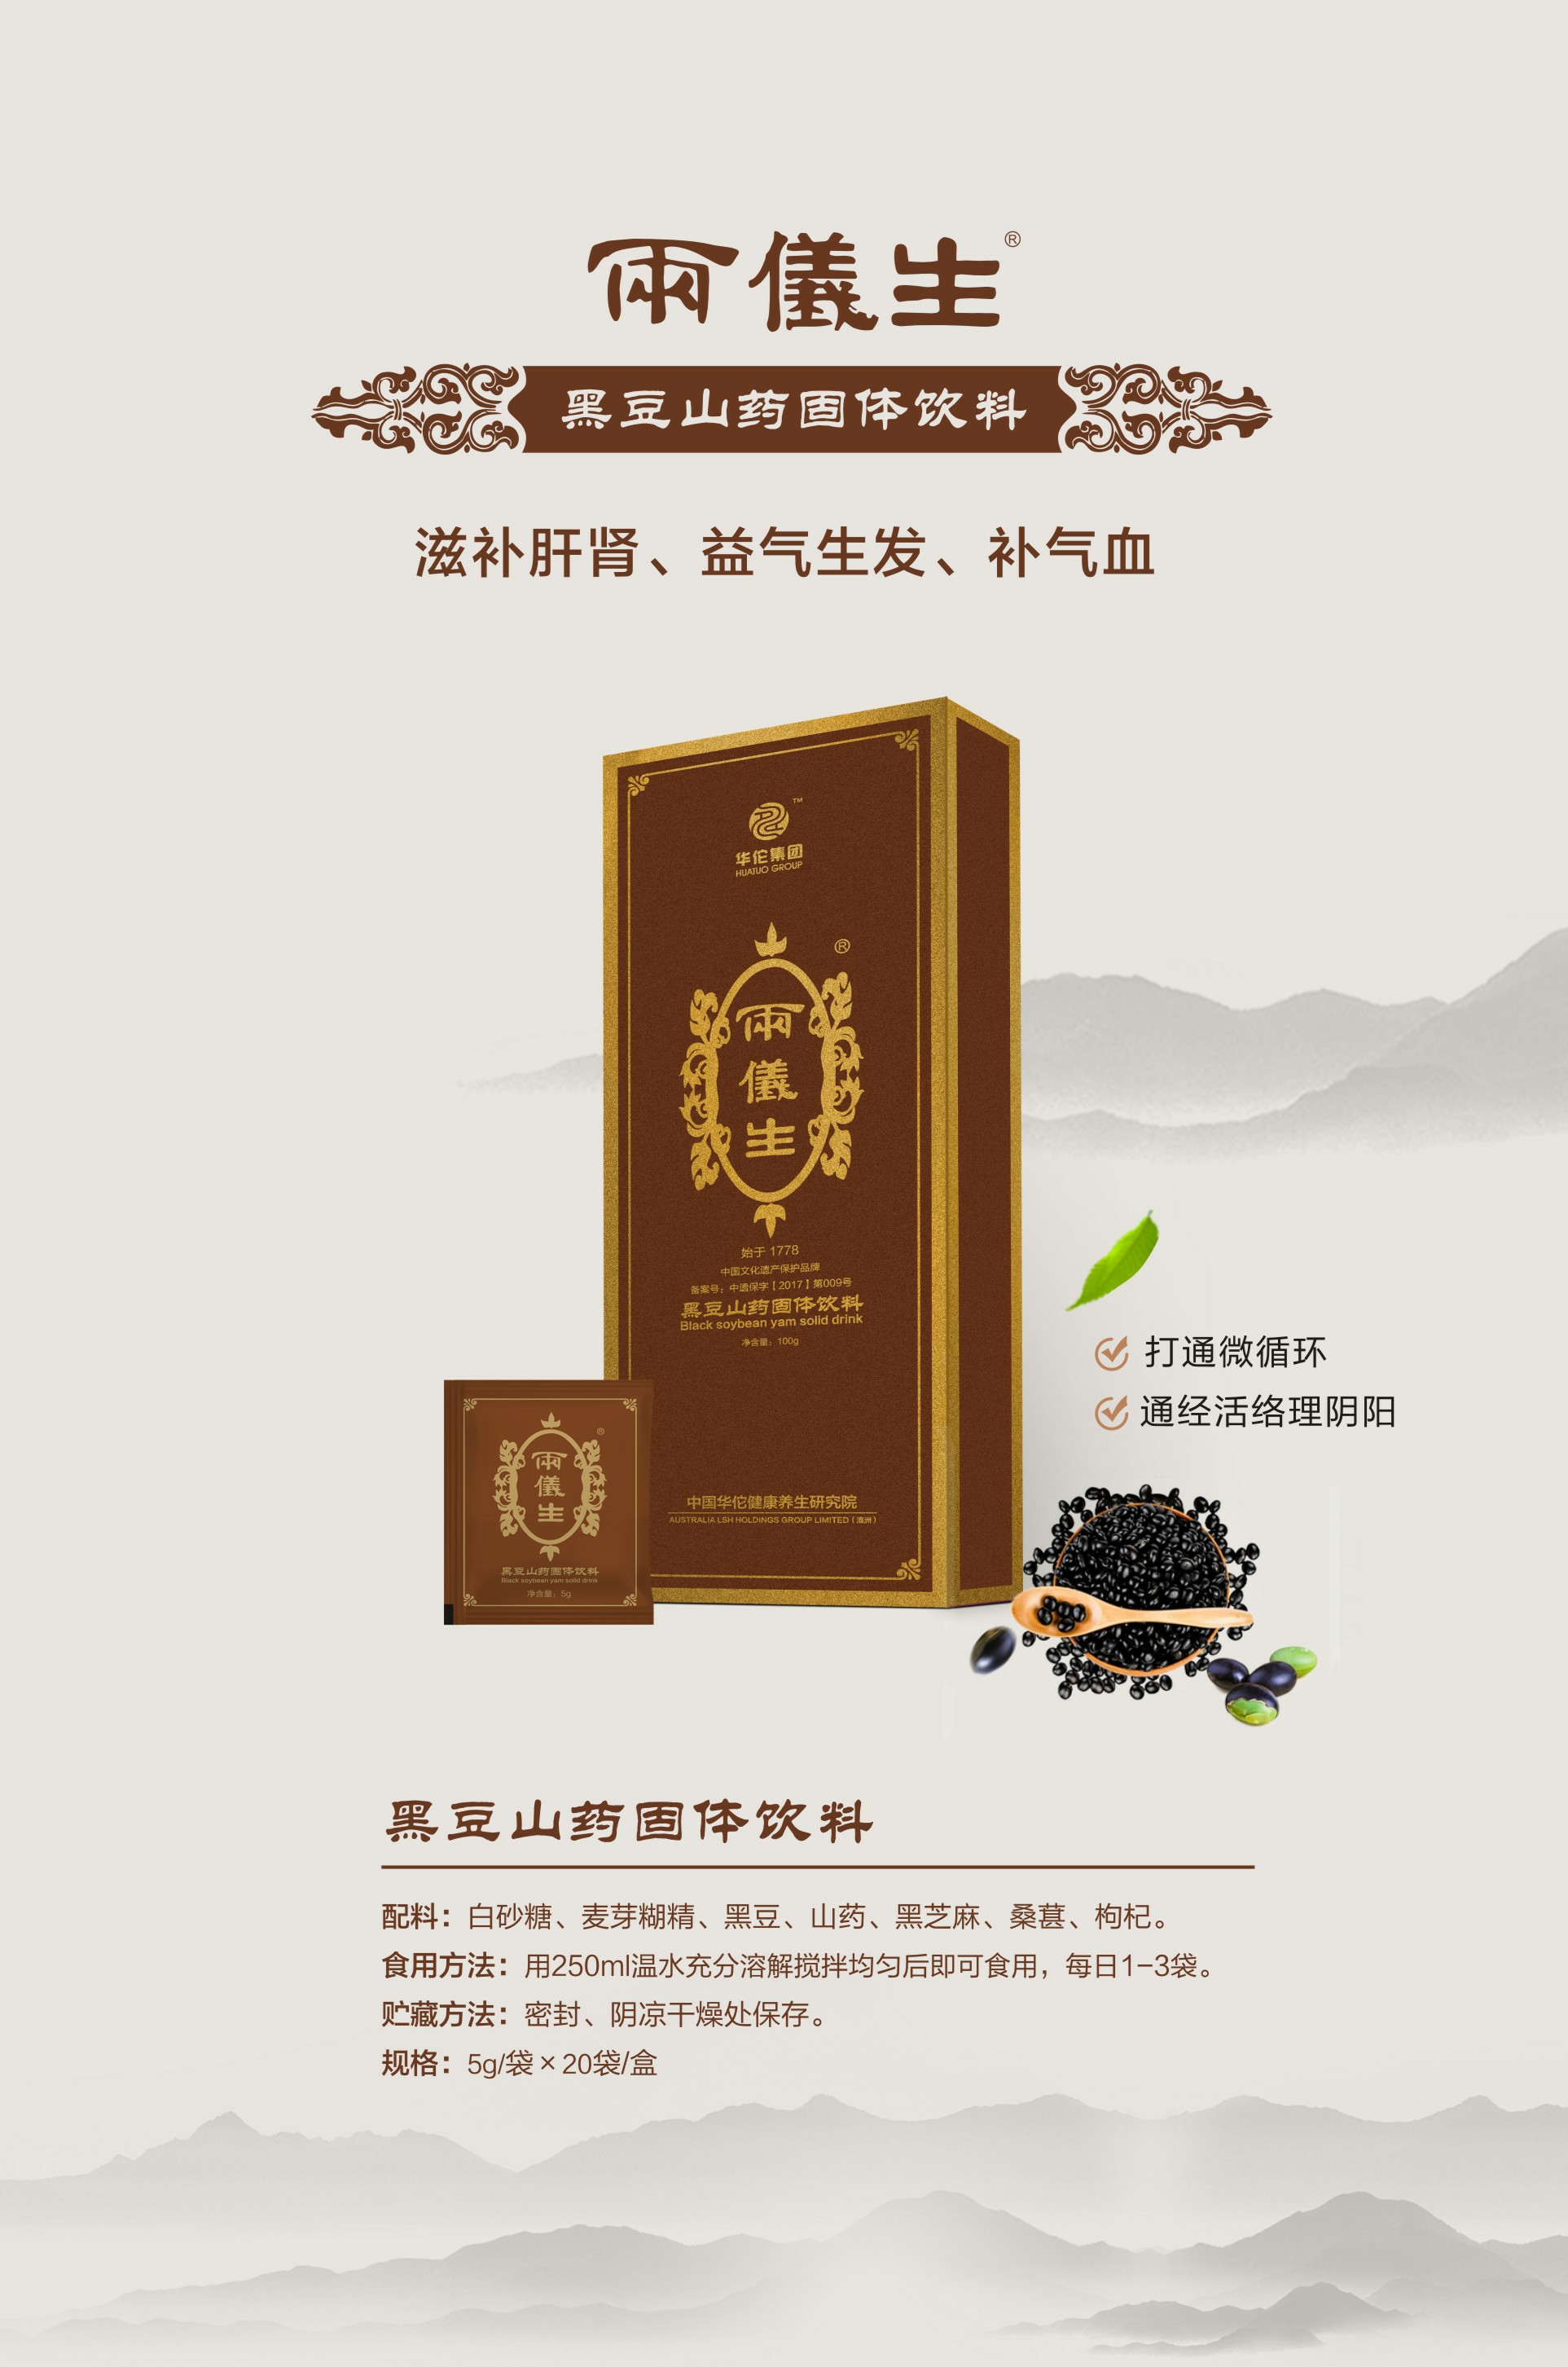 兩儀生®
黑豆山药固体饮料
滋补肝肾、益气生发、补气血
TM
华佗集团
HUATUO GROUP
®
兩
儀
生
始于 1778
中国文化遗产保护品牌
备案号：中遗保字【2017】第009号
黑豆山药固体饮料
Black soybean yam solid drink
净含量：100g
中国华佗健康养生研究院
AUSTRALIA LSH HOLDINGS GROUP LIMITED（澳洲）
®
兩
儀
生
黑豆山药固体饮料
Black soybean yam solid drink
净含量：5g
打通微循环
通经活络理阴阳
黑豆山药固体饮料
配料：白砂糖、麦芽糊精、黑豆、山药、黑芝麻、桑葚、枸杞。
食用方法：用250ml温水充分溶解搅拌均匀后即可食用，每日1-3袋。
贮藏方法：密封、阴凉干燥处保存。
规格：5g/袋×20袋/盒